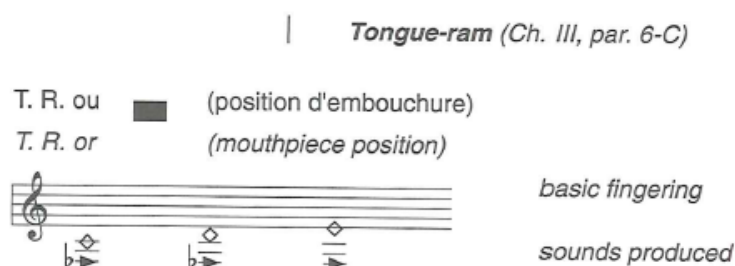 Tongue-ram (Ch. III, par. 6-C)
T. R. ou (position d'embouchure)
T. R. or (mouthpiece position)
basic fingering
sounds produced